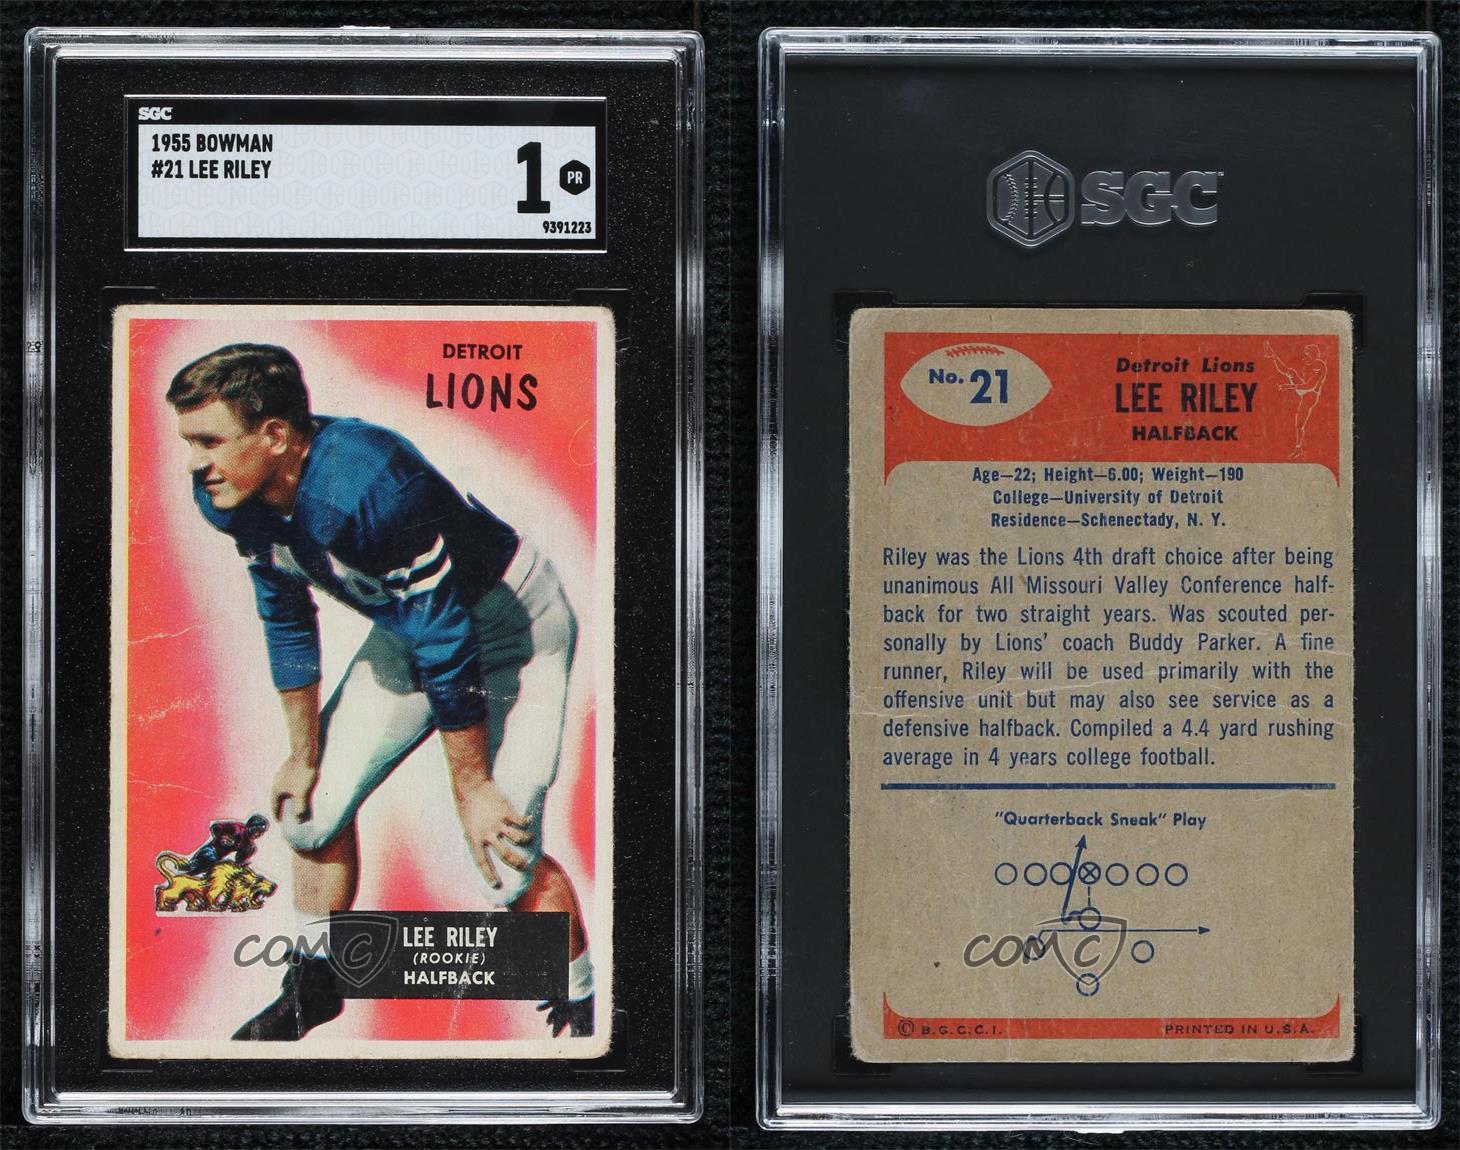 SGC
1955 BOWMAN
#21 LEE RILEY
1 PR
9391223
DETROIT
LIONS
LEE RILEY
(ROOKIE)
HALFBACK
COMC
SGC
No. 21
Detroit Lions
LEE RILEY
HALFBACK
Age—22; Height—6.00; Weight—190
College—University of Detroit
Residence—Schenectady, N. Y.
Riley was the Lions 4th draft choice after being
unanimous All Missouri Valley Conference half-
back for two straight years. Was scouted per-
sonally by Lions' coach Buddy Parker. A fine
runner, Riley will be used primarily with the
offensive unit but may also see service as a
defensive halfback. Compiled a 4.4 yard rushing
average in 4 years college football.
"Quarterback Sneak" Play
COMC
© B.G.C.C.I.
PRINTED IN U.S.A.